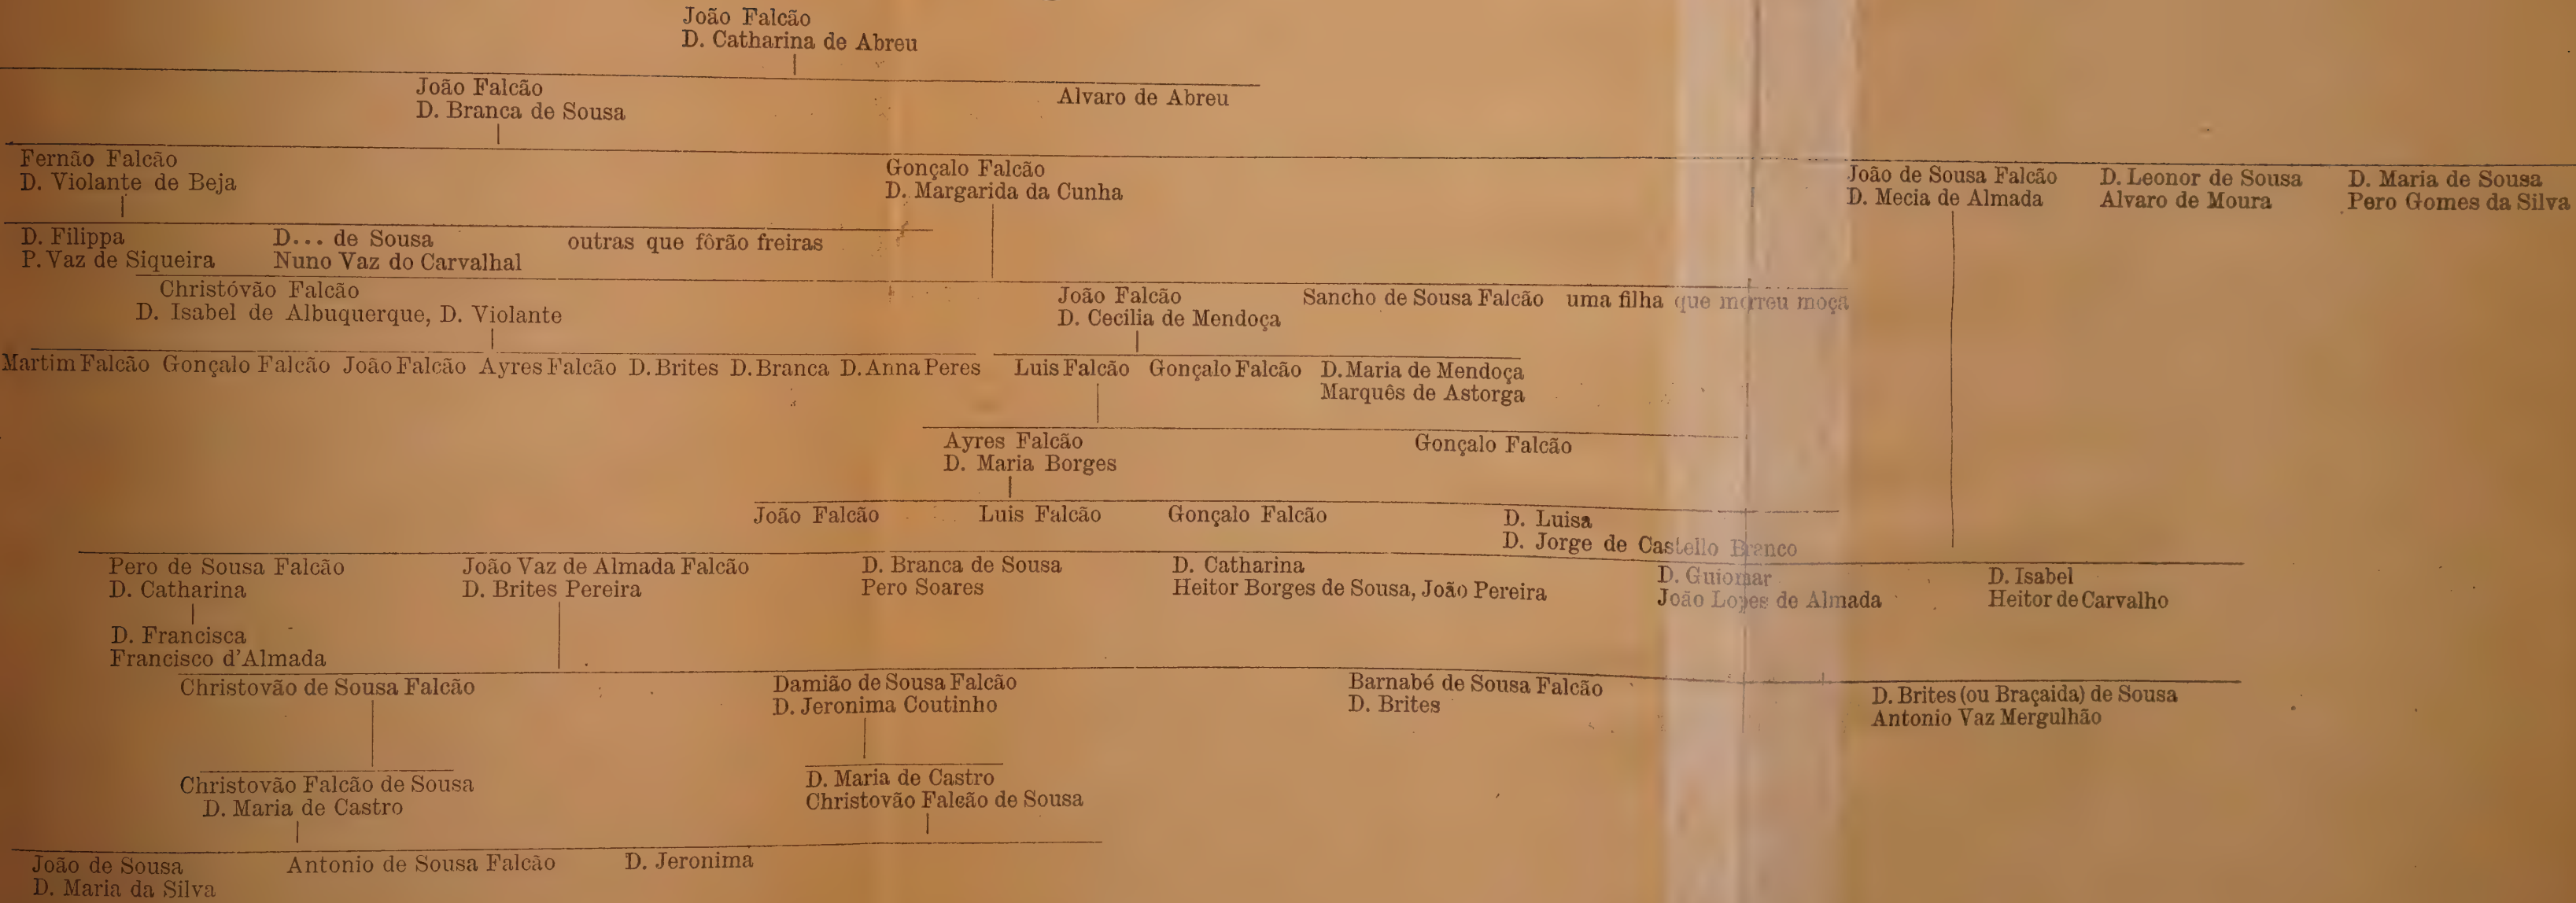 João Falcão
D. Catharina de Abreu
João Falcão
D. Branca de Sousa
Alvaro de Abreu
Fernão Falcão
D. Violante de Beja
Gonçalo Falcão
D. Margarida da Cunha
João de Sousa Falcão
D. Mecia de Almada
D. Leonor de Sousa
Alvaro de Moura
D. Maria de Sousa
Pero Gomes da Silva
D. Filippa
P. Vaz de Siqueira
D... de Sousa
Nuno Vaz do Carvalhal
outras que fôrão freiras
Christóvão Falcão
D. Isabel de Albuquerque, D. Violante
João Falcão
D. Cecilia de Mendoça
Sancho de Sousa Falcão
uma filha que morreu moça
Martim Falcão
Gonçalo Falcão
João Falcão
Ayres Falcão
D. Brites
D. Branca
D. Anna Peres
Luis Falcão
Gonçalo Falcão
D. Maria de Mendoça
Marquês de Astorga
Ayres Falcão
D. Maria Borges
Gonçalo Falcão
João Falcão
Luis Falcão
Gonçalo Falcão
D. Luisa
D. Jorge de Castello Branco
Pero de Sousa Falcão
D. Catharina
João Vaz de Almada Falcão
D. Brites Pereira
D. Branca de Sousa
Pero Soares
D. Catharina
Heitor Borges de Sousa, João Pereira
D. Guiomar
João Lopes de Almada
D. Isabel
Heitor de Carvalho
D. Francisca
Francisco d'Almada
Christovão de Sousa Falcão
Damião de Sousa Falcão
D. Jeronima Coutinho
Barnabé de Sousa Falcão
D. Brites
D. Brites (ou Braçaida) de Sousa
Antonio Vaz Mergulhão
Christovão Falcão de Sousa
D. Maria de Castro
D. Maria de Castro
Christovão Falcão de Sousa
João de Sousa
D. Maria da Silva
Antonio de Sousa Falcão
D. Jeronima